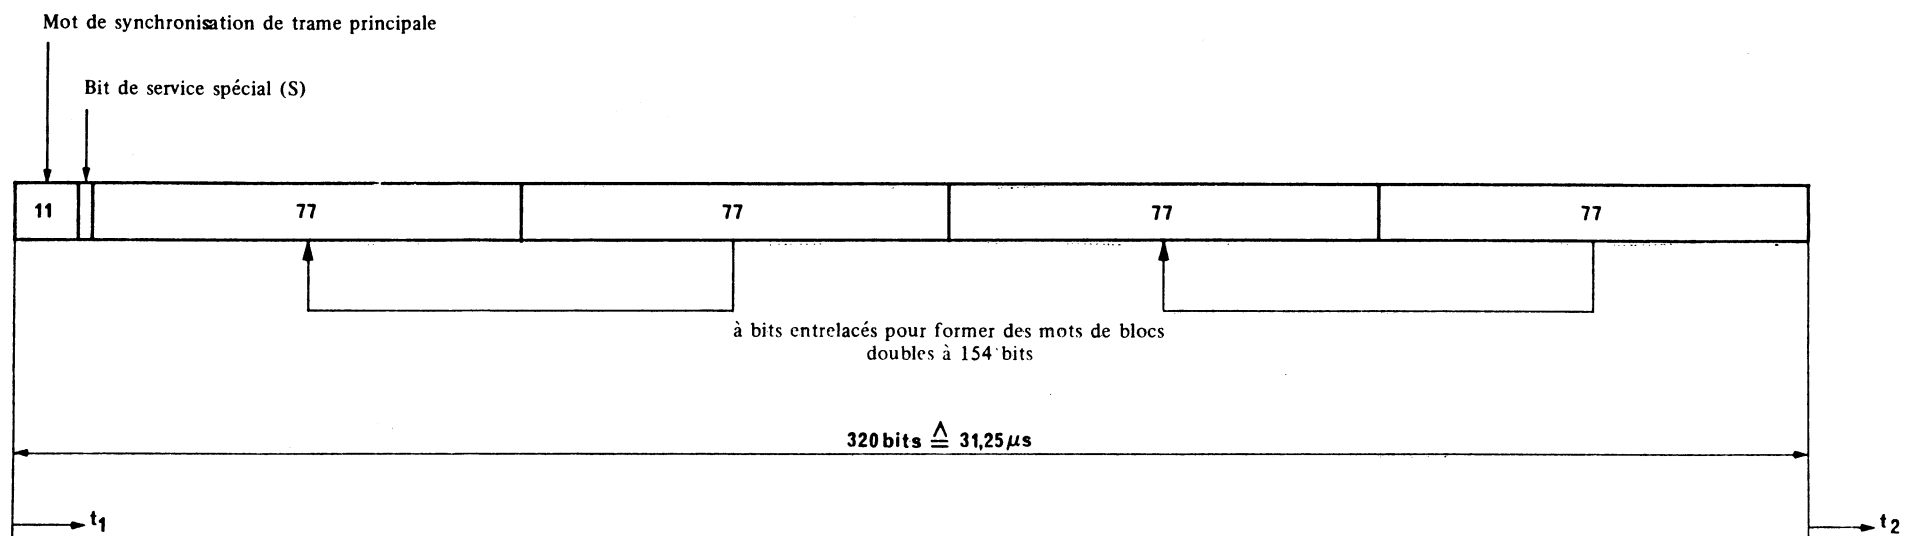 Mot de synchronisation de trame principale
Bit de service spécial (S)
11 77 77 77 77
à bits entrelacés pour former des mots de blocs
doubles à 154 bits
320 bits ≙ 31,25 μs
t1 t2